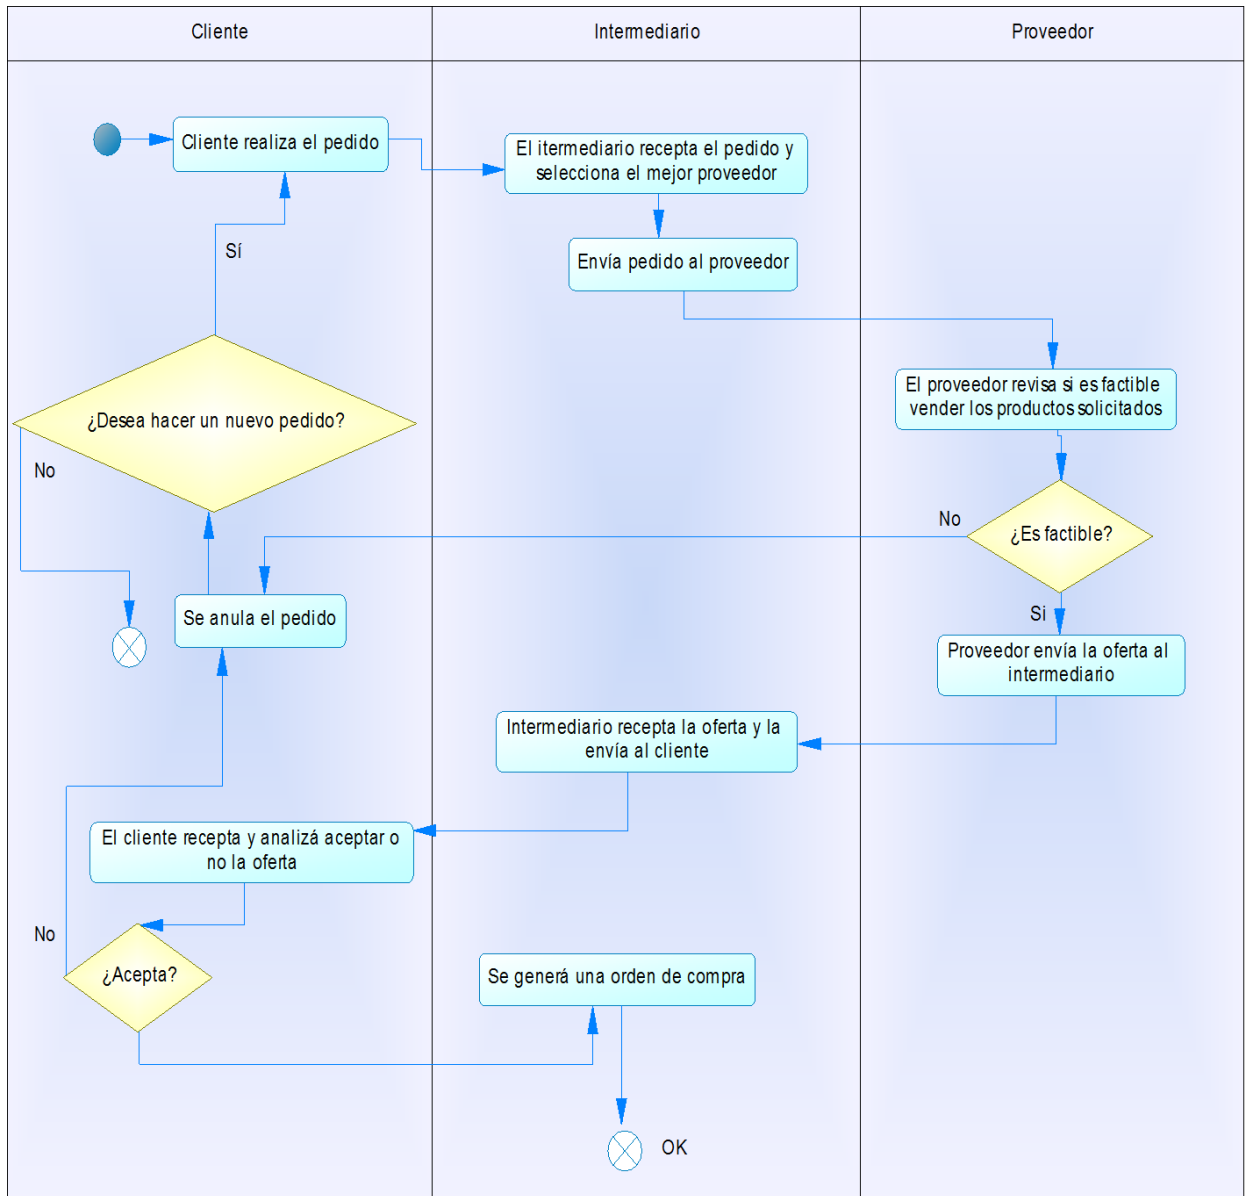 Cliente
Intermediario
Proveedor
Cliente realiza el pedido
El itermediario recepta el pedido y
selecciona el mejor proveedor
Sí
Envía pedido al proveedor
El proveedor revisa si es factible
vender los productos solicitados
¿Desea hacer un nuevo pedido?
No
No
¿Es factible?
Se anula el pedido
Si
Proveedor envía la oferta al
intermediario
Intermediario recepta la oferta y la
envía al cliente
El cliente recepta y analizá aceptar o
no la oferta
No
¿Acepta?
Se generá una orden de compra
OK